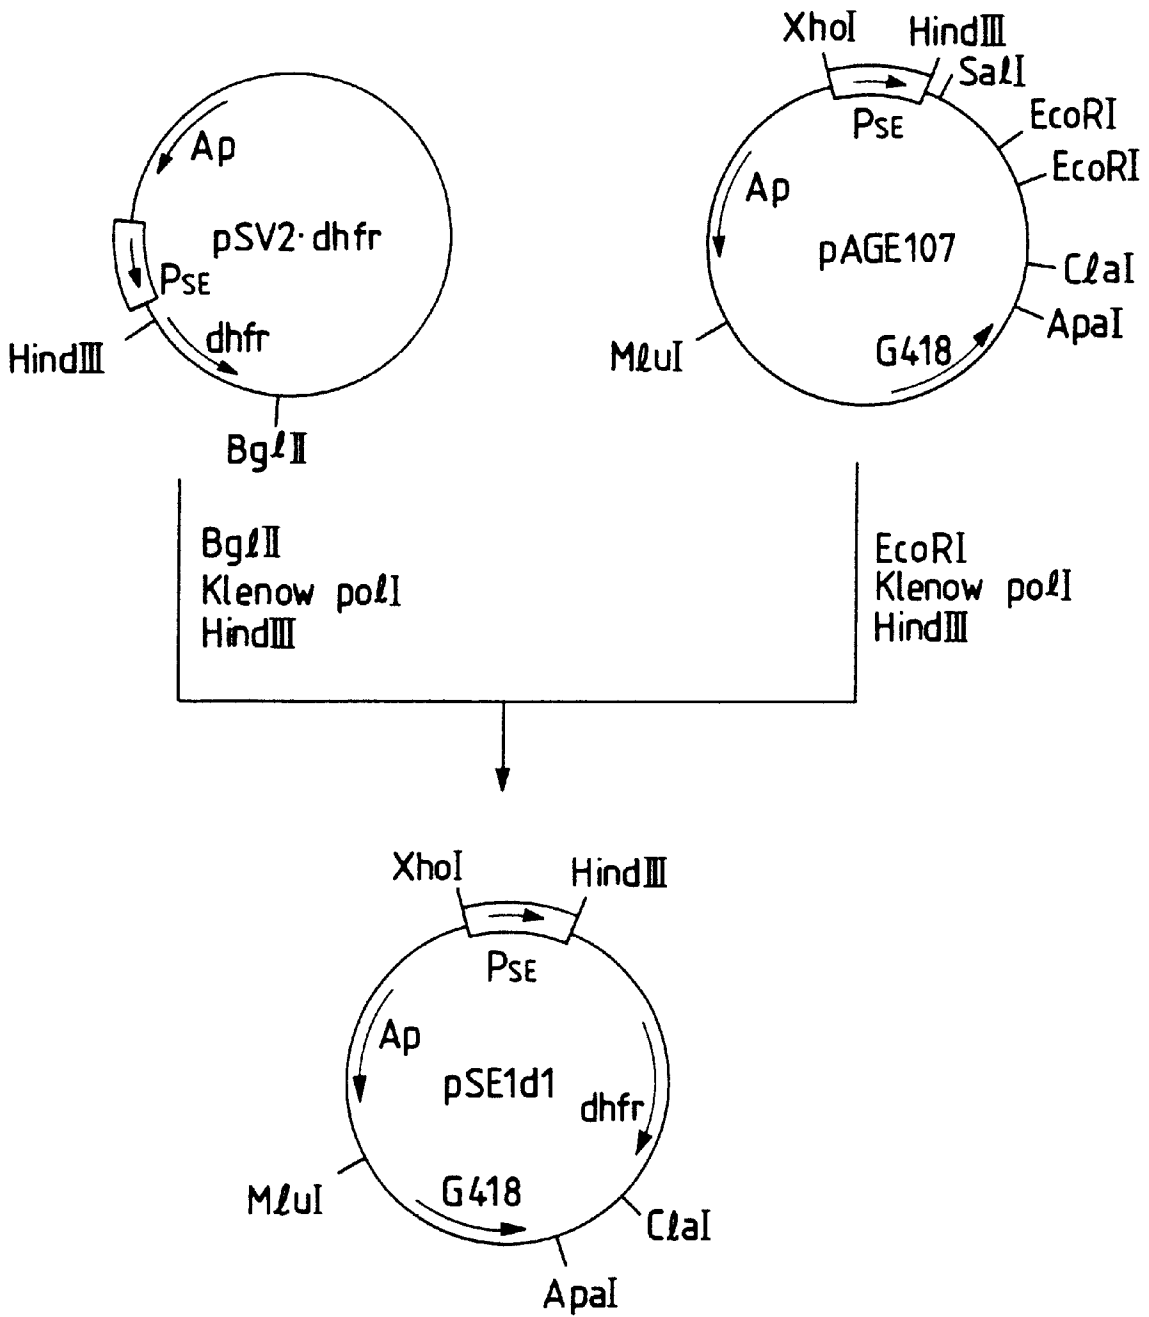 Ap
pSV2·dhfr
PSE
dhfr
HindIII
BglII
XhoI
HindIII
SalI
EcoRI
EcoRI
PSE
Ap
pAGE107
ClaI
ApaI
G418
MluI
BglII
Klenow polI
HindIII
EcoRI
Klenow polI
HindIII
XhoI
HindIII
PSE
Ap
pSE1d1
dhfr
MluI
G418
ClaI
ApaI